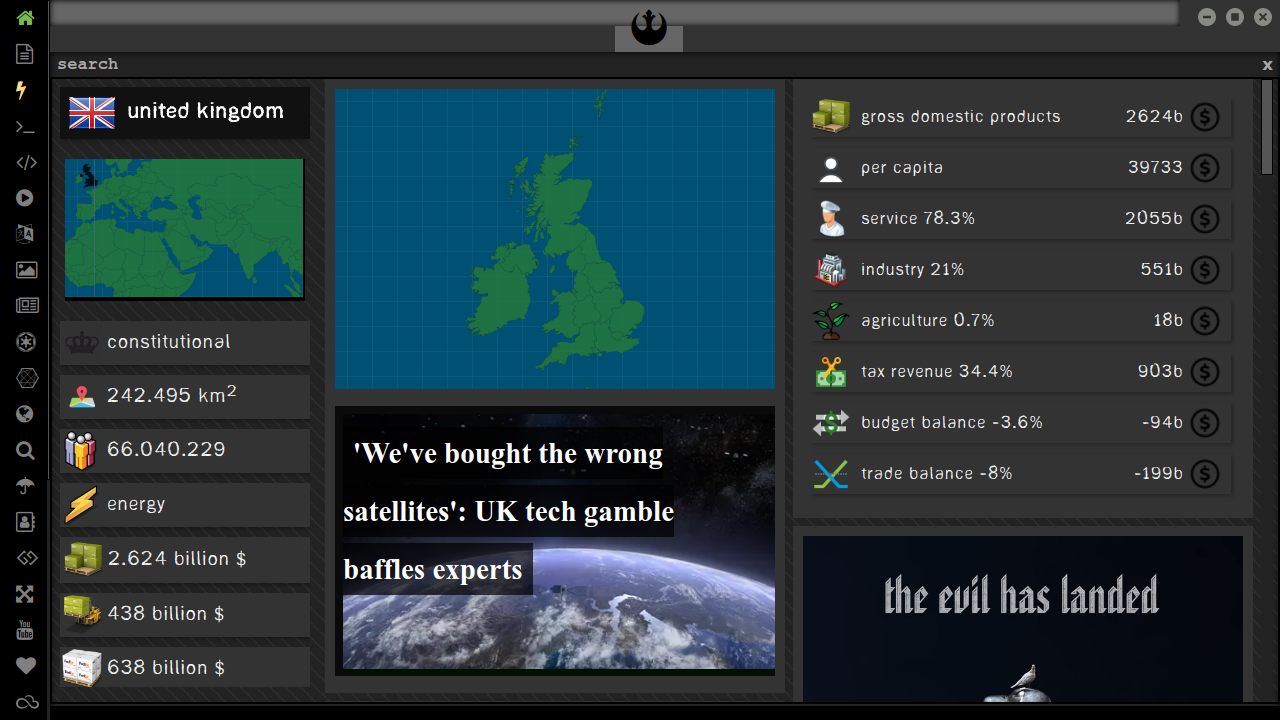 search
x
united kingdom
constitutional
242.495 km²
66.040.229
energy
2.624 billion $
438 billion $
638 billion $
'We've bought the wrong
satellites': UK tech gamble
baffles experts
gross domestic products 2624b
per capita 39733
service 78.3% 2055b
industry 21% 551b
agriculture 0.7% 18b
tax revenue 34.4% 903b
budget balance -3.6% -94b
trade balance -8% -199b
the evil has landed
You
Tube